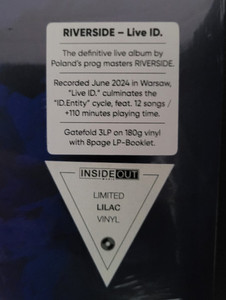 RIVERSIDE – Live ID.
The definitive live album by
Poland's prog masters RIVERSIDE.
Recorded June 2024 in Warsaw,
"Live ID." culminates the
"ID.Entity" cycle, feat. 12 songs /
+110 minutes playing time.
Gatefold 3LP on 180g vinyl
with 8page LP-Booklet.
INSIDEOUT
LIMITED
LILAC
VINYL